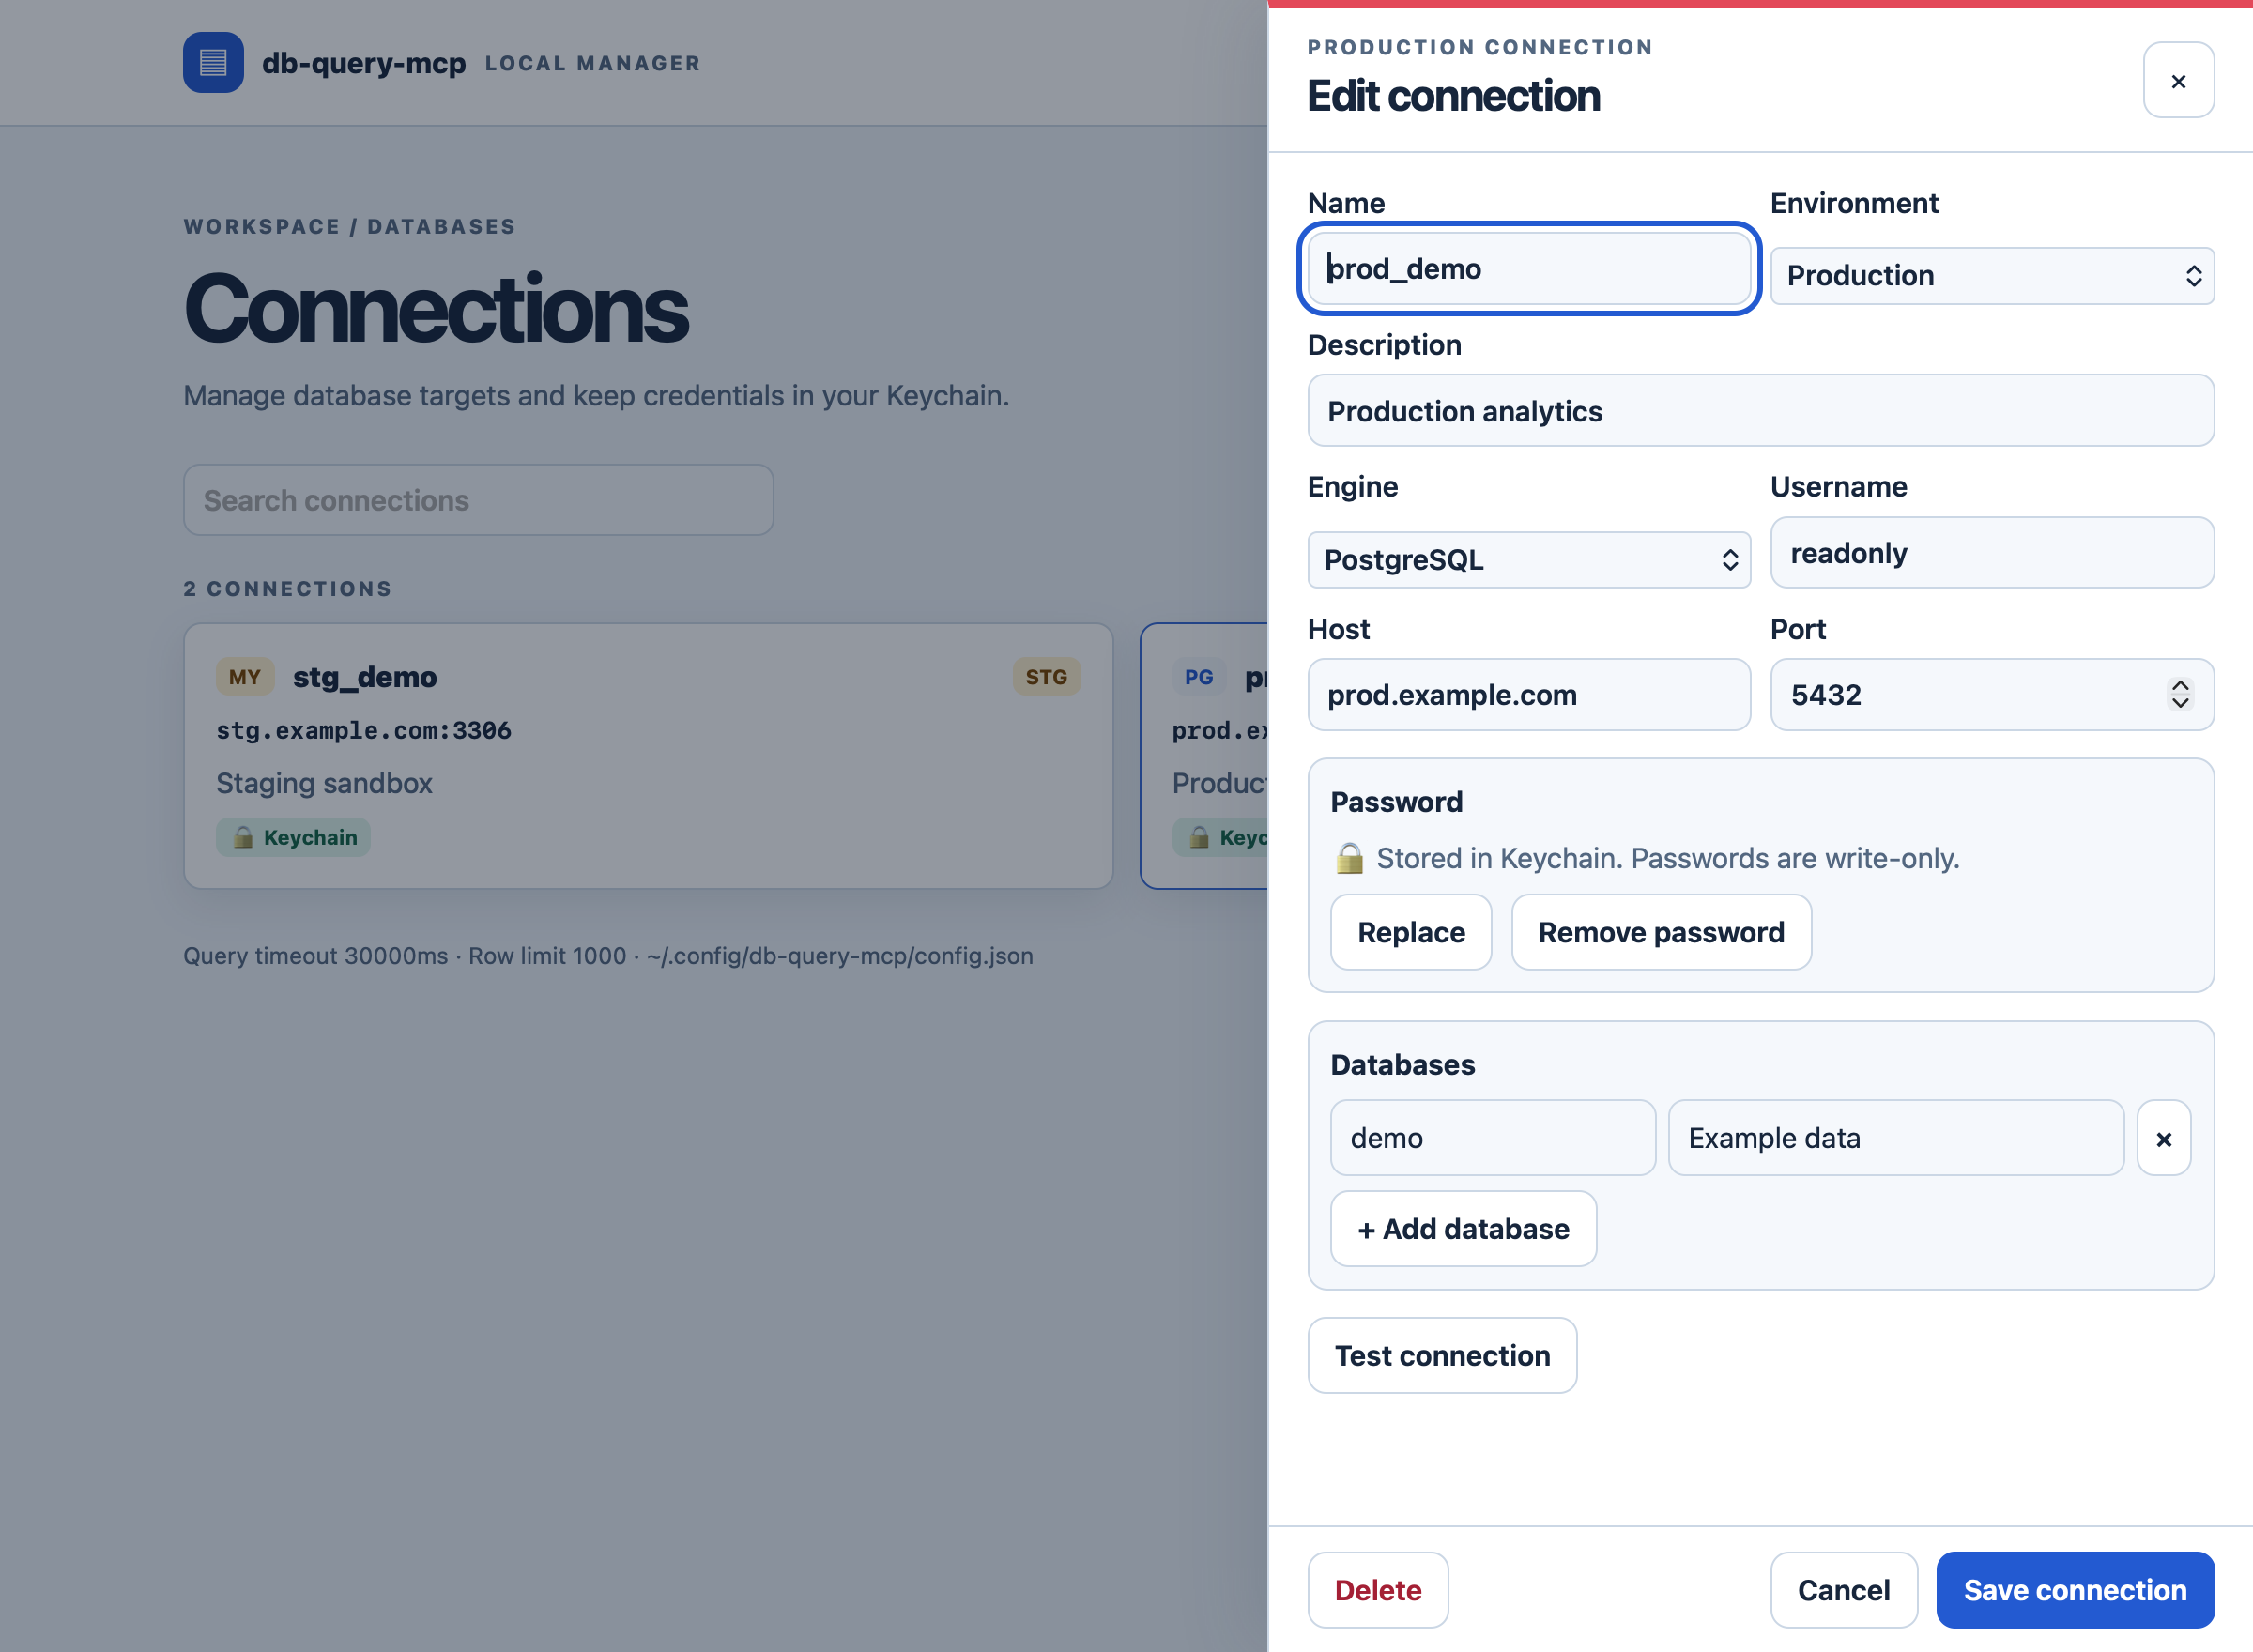 db-query-mcp LOCAL MANAGER
WORKSPACE / DATABASES
Connections
Manage database targets and keep credentials in your Keychain.
Search connections
2 CONNECTIONS
MY stg_demo STG
stg.example.com:3306
Staging sandbox
Keychain
PG
prod.ex
Product
Keyc
Query timeout 30000ms · Row limit 1000 · ~/.config/db-query-mcp/config.json
PRODUCTION CONNECTION
Edit connection
×
Name Environment
prod_demo Production
Description
Production analytics
Engine Username
PostgreSQL readonly
Host Port
prod.example.com 5432
Password
Stored in Keychain. Passwords are write-only.
Replace Remove password
Databases
demo Example data ×
+ Add database
Test connection
Delete Cancel Save connection